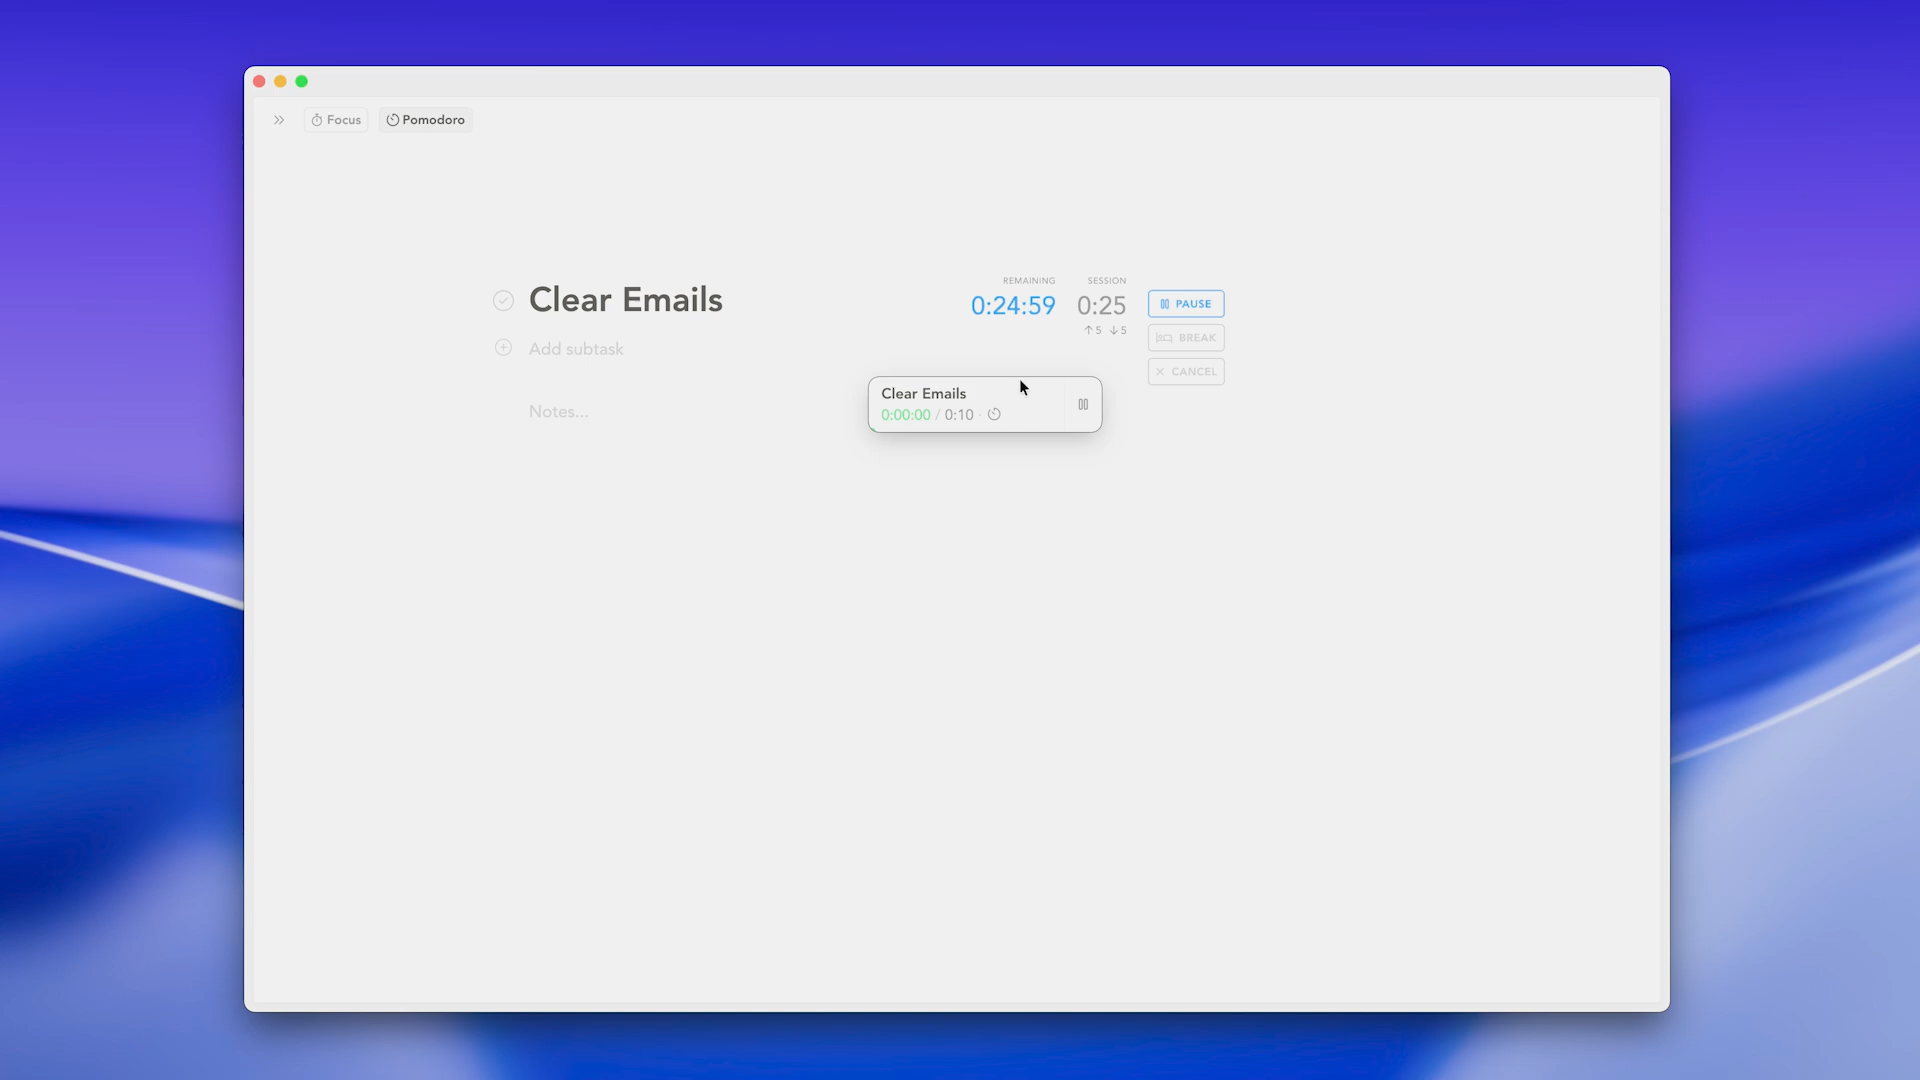 Focus
Pomodoro
Clear Emails
Add subtask
Notes...
REMAINING
0:24:59
SESSION
0:25
↑5 ↓5
PAUSE
BREAK
CANCEL
Clear Emails
0:00:00 / 0:10 ·